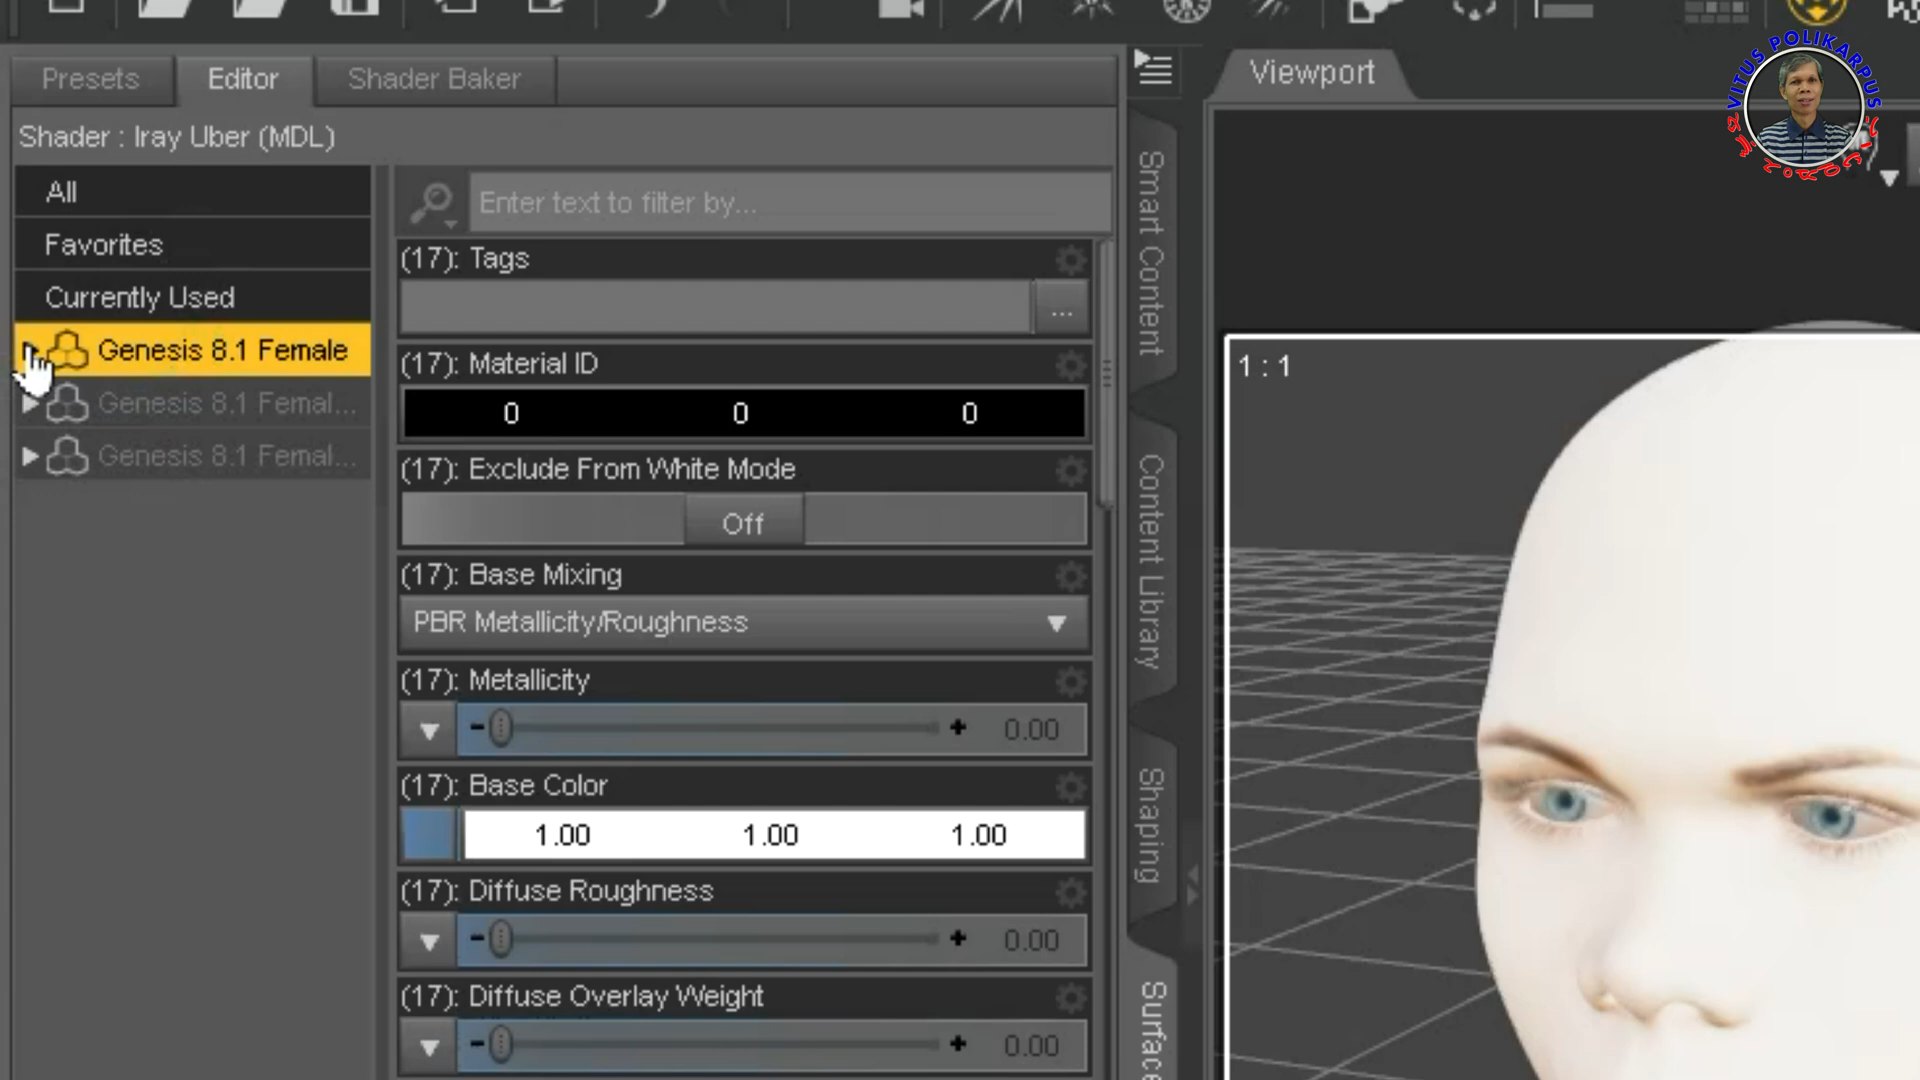 Presets
Editor
Shader Baker
Viewport
VITUS POLIKARPUS
Shader : Iray Uber (MDL)
All
Favorites
Currently Used
Genesis 8.1 Female
Genesis 8.1 Femal...
Genesis 8.1 Femal...
Enter text to filter by...
(17): Tags
...
(17): Material ID
0 0 0
(17): Exclude From White Mode
Off
(17): Base Mixing
PBR Metallicity/Roughness
(17): Metallicity
- + 0.00
(17): Base Color
1.00 1.00 1.00
(17): Diffuse Roughness
- + 0.00
(17): Diffuse Overlay Weight
- + 0.00
Smart Content
Content Library
Shaping
Surface
1 : 1